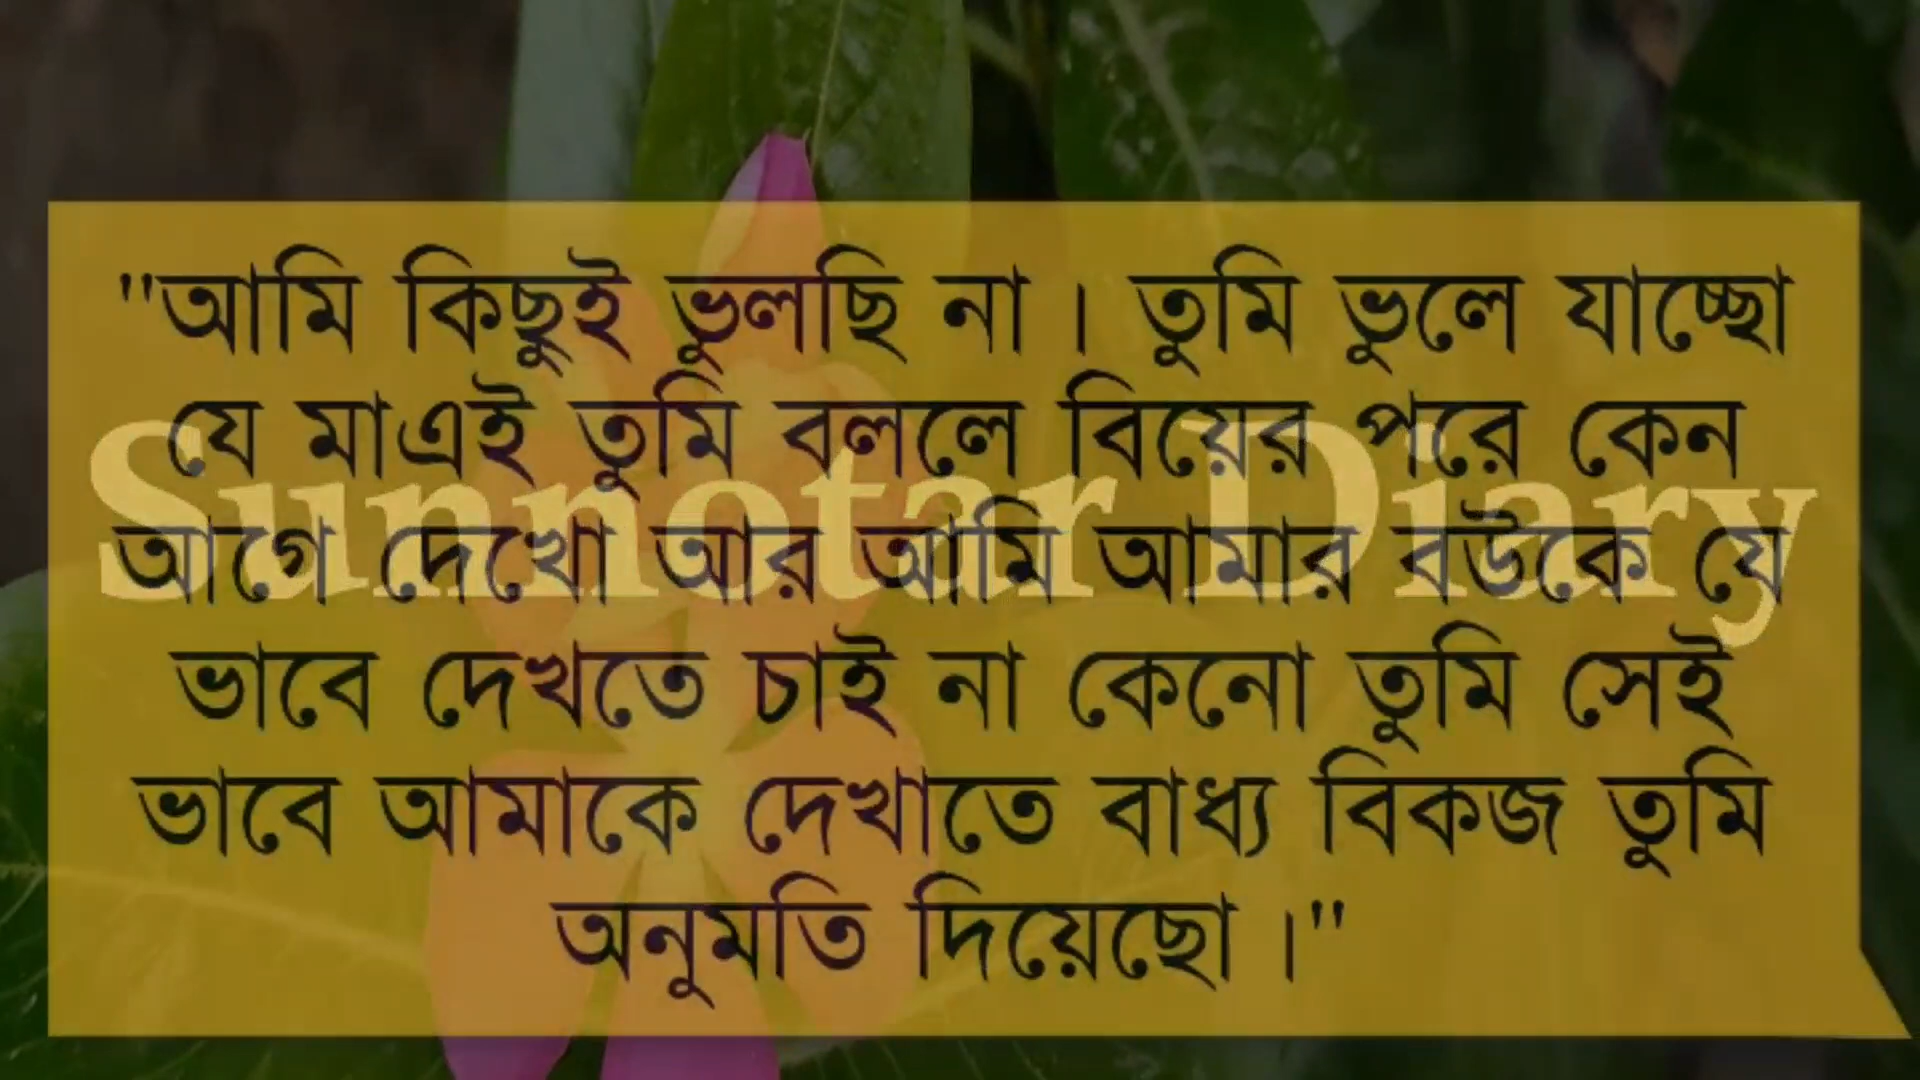 "আমি কিছুই ভুলছি না । তুমি ভুলে যাচ্ছো
যে মাএই তুমি বললে বিয়ের পরে কেন
আগে দেখো আর আমি আমার বউকে যে
ভাবে দেখতে চাই না কেনো তুমি সেই
ভাবে আমাকে দেখাতে বাধ্য বিকজ তুমি
অনুমতি দিয়েছো ।"
Sunnotar Diary